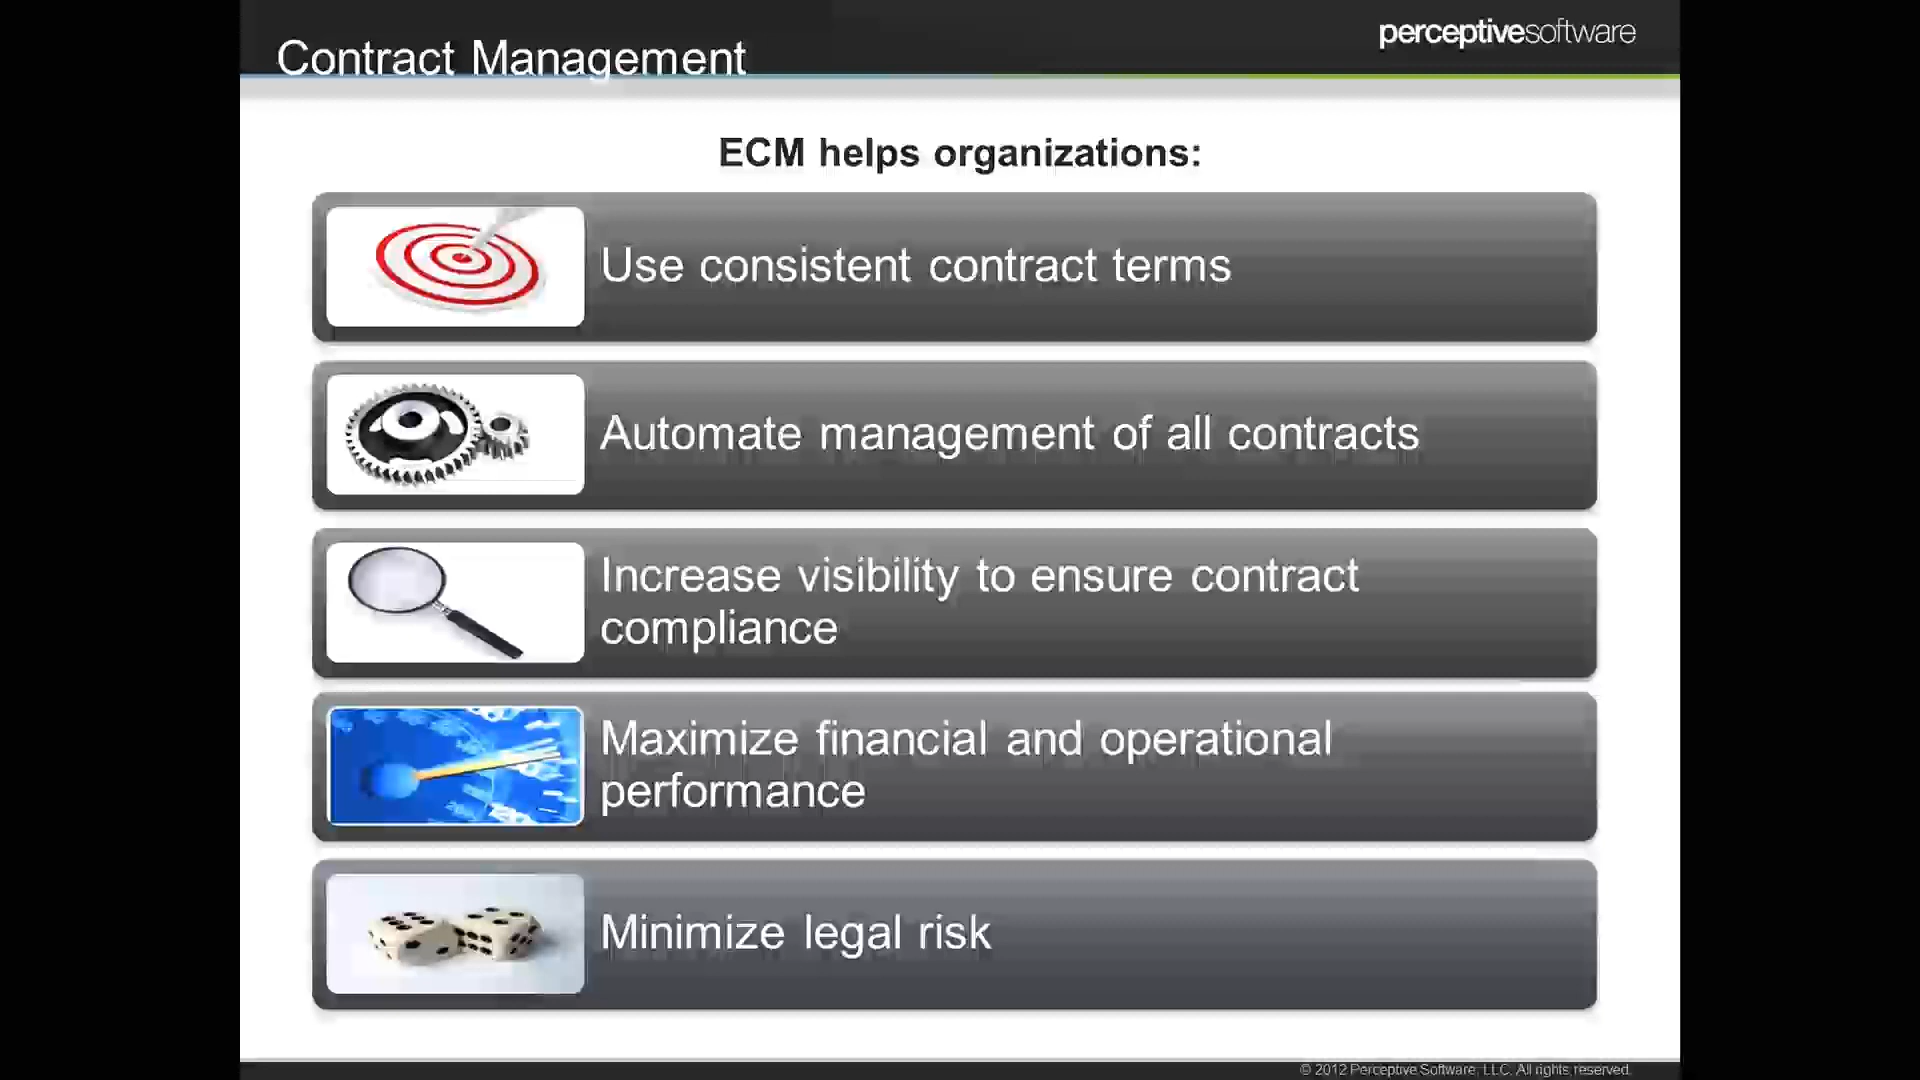 Contract Management
perceptivesoftware
ECM helps organizations:
Use consistent contract terms
Automate management of all contracts
Increase visibility to ensure contract
compliance
Maximize financial and operational
performance
Minimize legal risk
© 2012 Perceptive Software, LLC. All rights reserved.